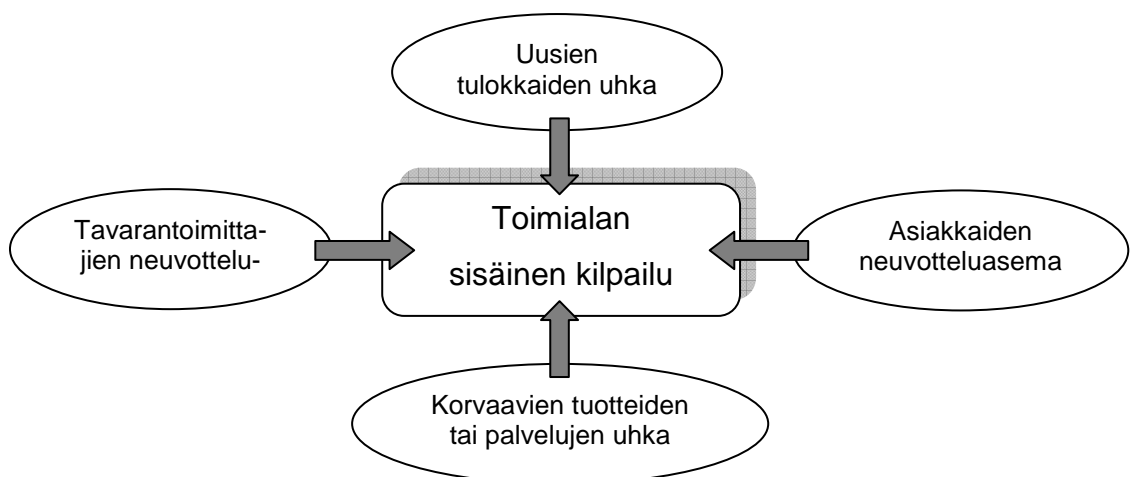 Uusien
tulokkaiden uhka
Tavarantoimitta-
jien neuvottelu-
Toimialan
sisäinen kilpailu
Asiakkaiden
neuvotteluasema
Korvaavien tuotteiden
tai palvelujen uhka